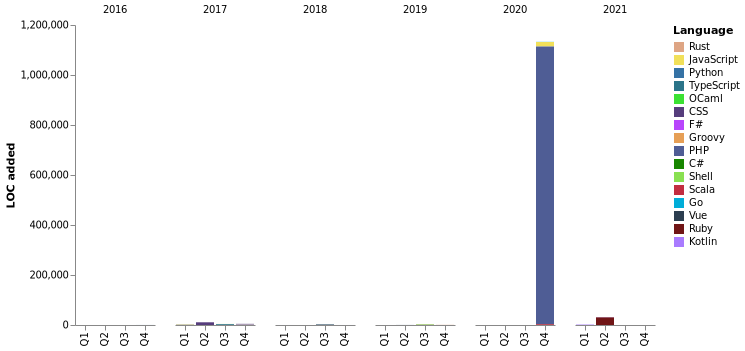 2016 2017 2018 2019 2020 2021
LOC added
1,200,000
1,000,000
800,000
600,000
400,000
200,000
0
Q1 Q2 Q3 Q4 Q1 Q2 Q3 Q4 Q1 Q2 Q3 Q4 Q1 Q2 Q3 Q4 Q1 Q2 Q3 Q4 Q1 Q2 Q3 Q4
Language
Rust
JavaScript
Python
TypeScript
OCaml
CSS
F#
Groovy
PHP
C#
Shell
Scala
Go
Vue
Ruby
Kotlin